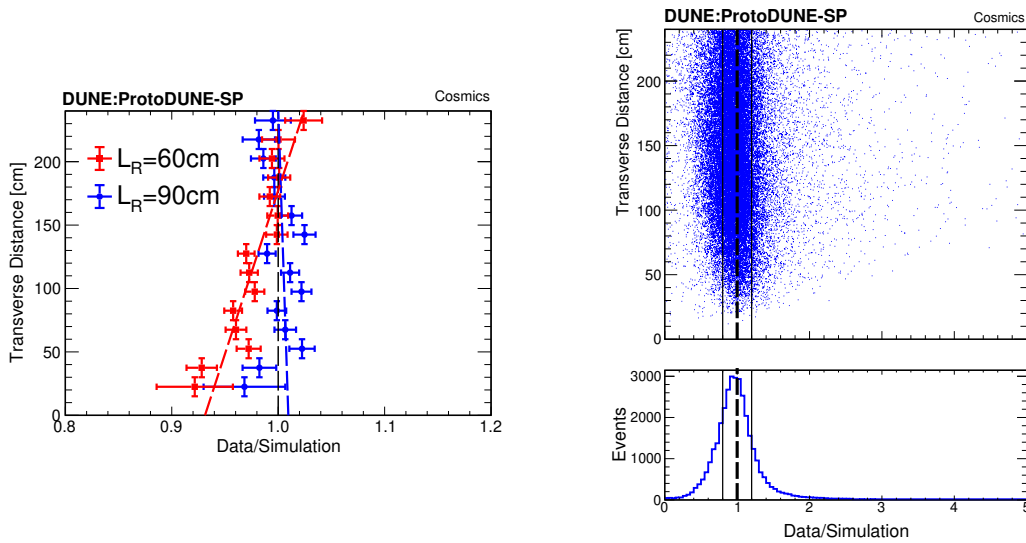 DUNE:ProtoDUNE-SP Cosmics
Transverse Distance [cm]
200
150
100
50
0
L_R=60cm
L_R=90cm
0.8 0.9 1.0 1.1 1.2
Data/Simulation
DUNE:ProtoDUNE-SP Cosmics
Transverse Distance [cm]
200
150
100
50
0
Events
3000
2000
1000
0
0 1 2 3 4 5
Data/Simulation